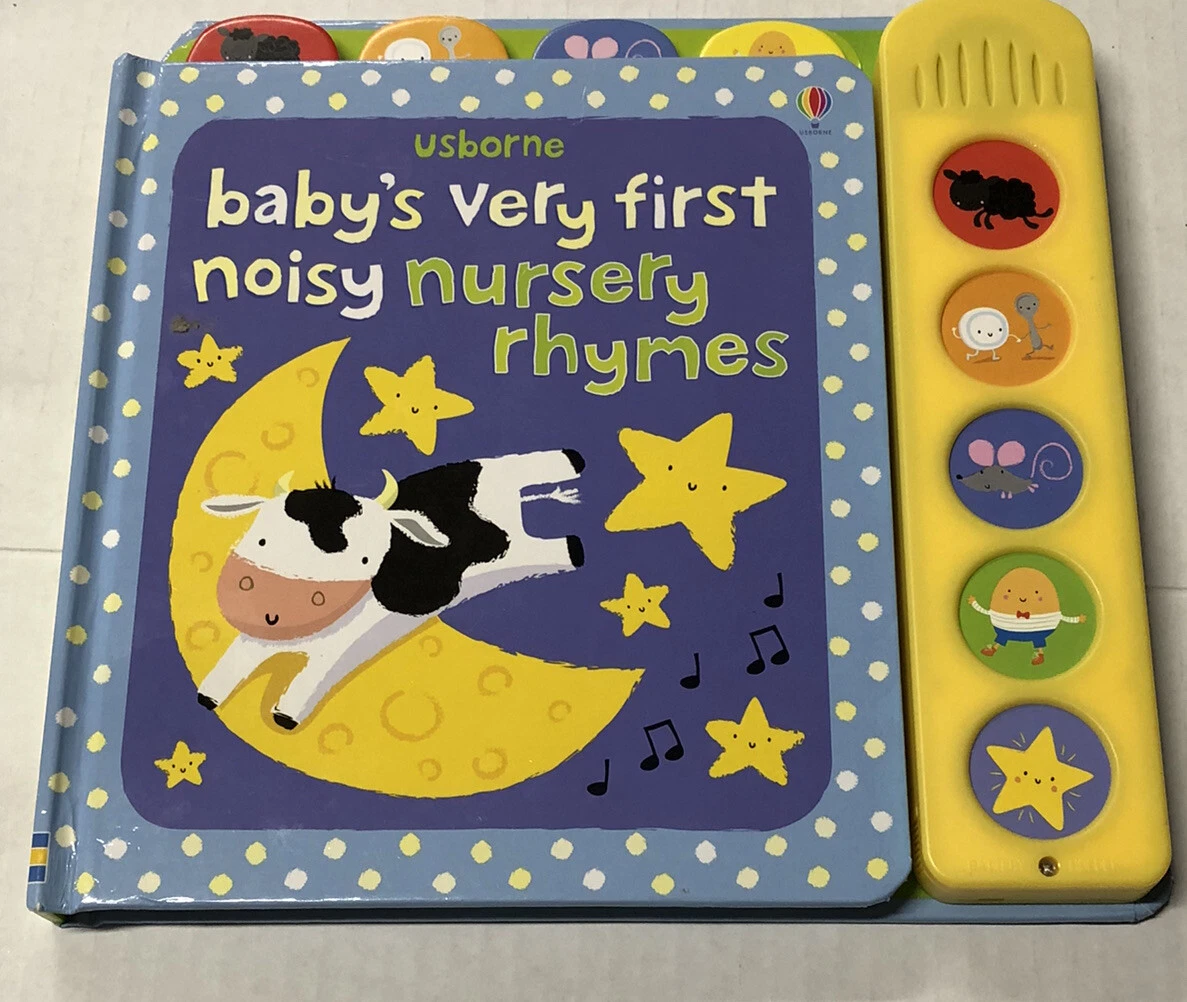 usborne
baby's very first
noisy nursery
rhymes
USBORNE